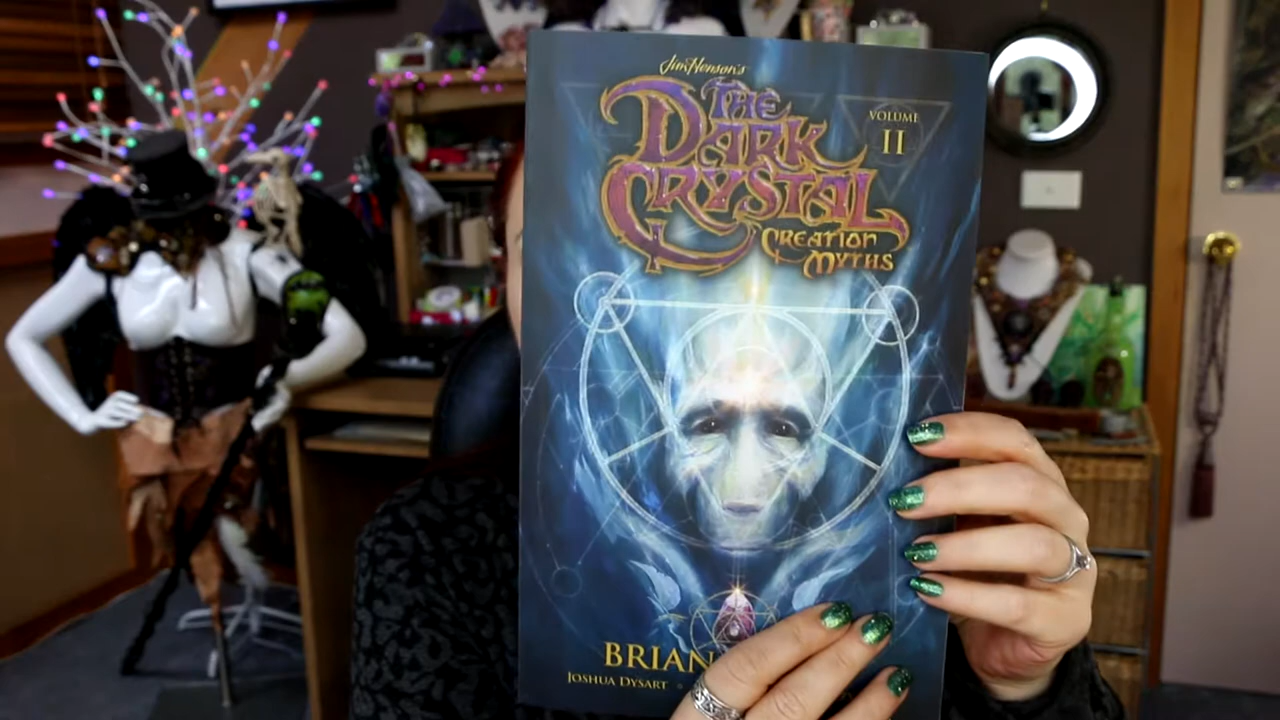 Jim Henson's
THE
DARK
CRYSTAL
CREATION
MYTHS
VOLUME
II
BRIAN
JOSHUA DYSART